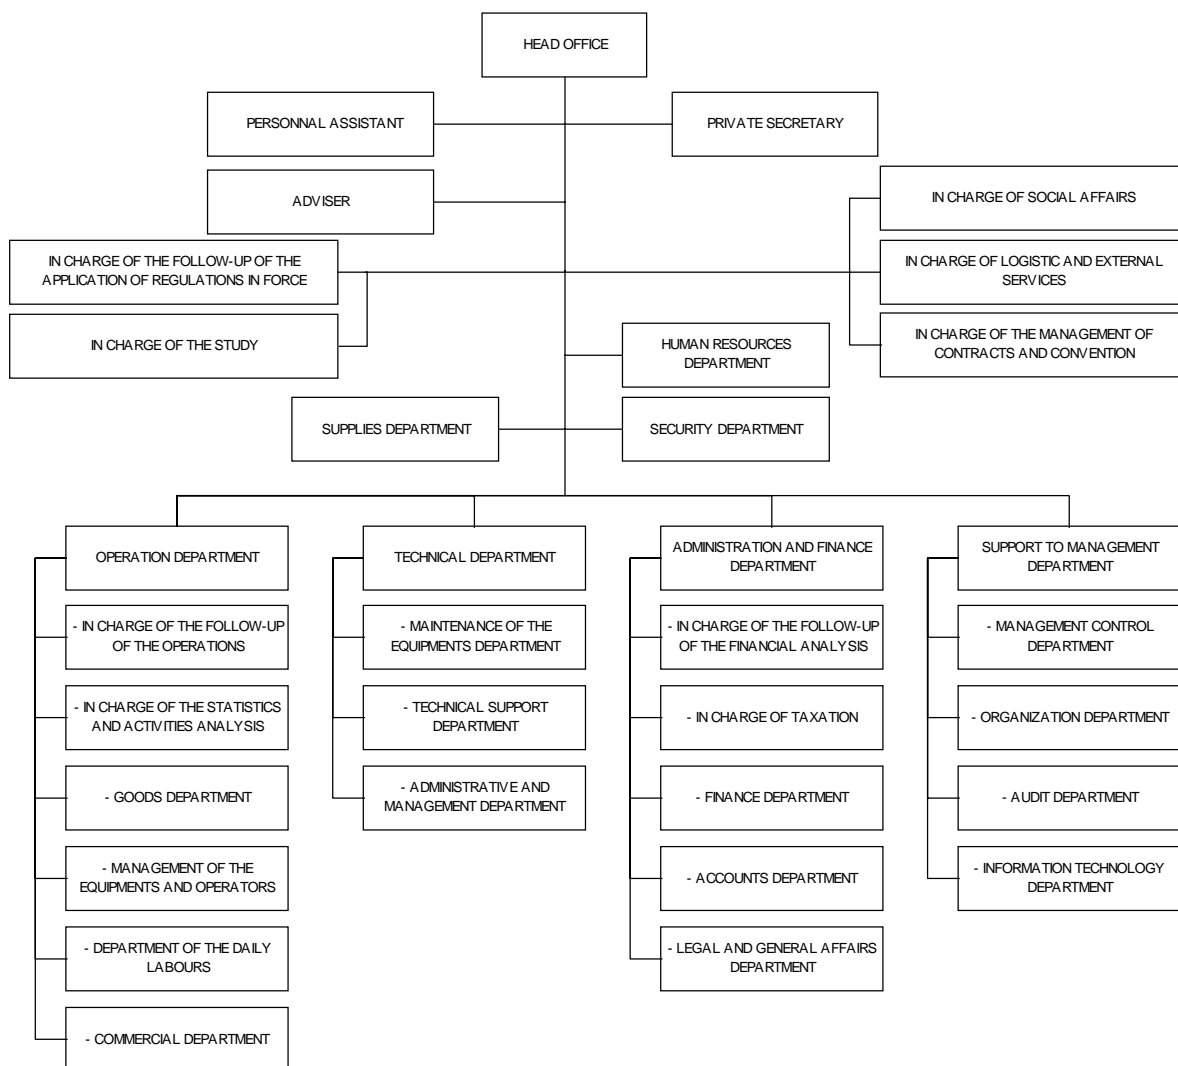 HEAD OFFICE
PERSONNAL ASSISTANT
PRIVATE SECRETARY
ADVISER
IN CHARGE OF SOCIAL AFFAIRS
IN CHARGE OF THE FOLLOW-UP OF THE
APPLICATION OF REGULATIONS IN FORCE
IN CHARGE OF LOGISTIC AND EXTERNAL
SERVICES
IN CHARGE OF THE STUDY
IN CHARGE OF THE MANAGEMENT OF
CONTRACTS AND CONVENTION
HUMAN RESOURCES
DEPARTMENT
SUPPLIES DEPARTMENT
SECURITY DEPARTMENT
OPERATION DEPARTMENT
- IN CHARGE OF THE FOLLOW-UP
OF THE OPERATIONS
- IN CHARGE OF THE STATISTICS
AND ACTIVITIES ANALYSIS
- GOODS DEPARTMENT
- MANAGEMENT OF THE
EQUIPMENTS AND OPERATORS
- DEPARTMENT OF THE DAILY
LABOURS
- COMMERCIAL DEPARTMENT
TECHNICAL DEPARTMENT
- MAINTENANCE OF THE
EQUIPMENTS DEPARTMENT
- TECHNICAL SUPPORT
DEPARTMENT
- ADMINISTRATIVE AND
MANAGEMENT DEPARTMENT
ADMINISTRATION AND FINANCE
DEPARTMENT
- IN CHARGE OF THE FOLLOW-UP
OF THE FINANCIAL ANALYSIS
- IN CHARGE OF TAXATION
- FINANCE DEPARTMENT
- ACCOUNTS DEPARTMENT
- LEGAL AND GENERAL AFFAIRS
DEPARTMENT
SUPPORT TO MANAGEMENT
DEPARTMENT
- MANAGEMENT CONTROL
DEPARTMENT
- ORGANIZATION DEPARTMENT
- AUDIT DEPARTMENT
- INFORMATION TECHNOLOGY
DEPARTMENT